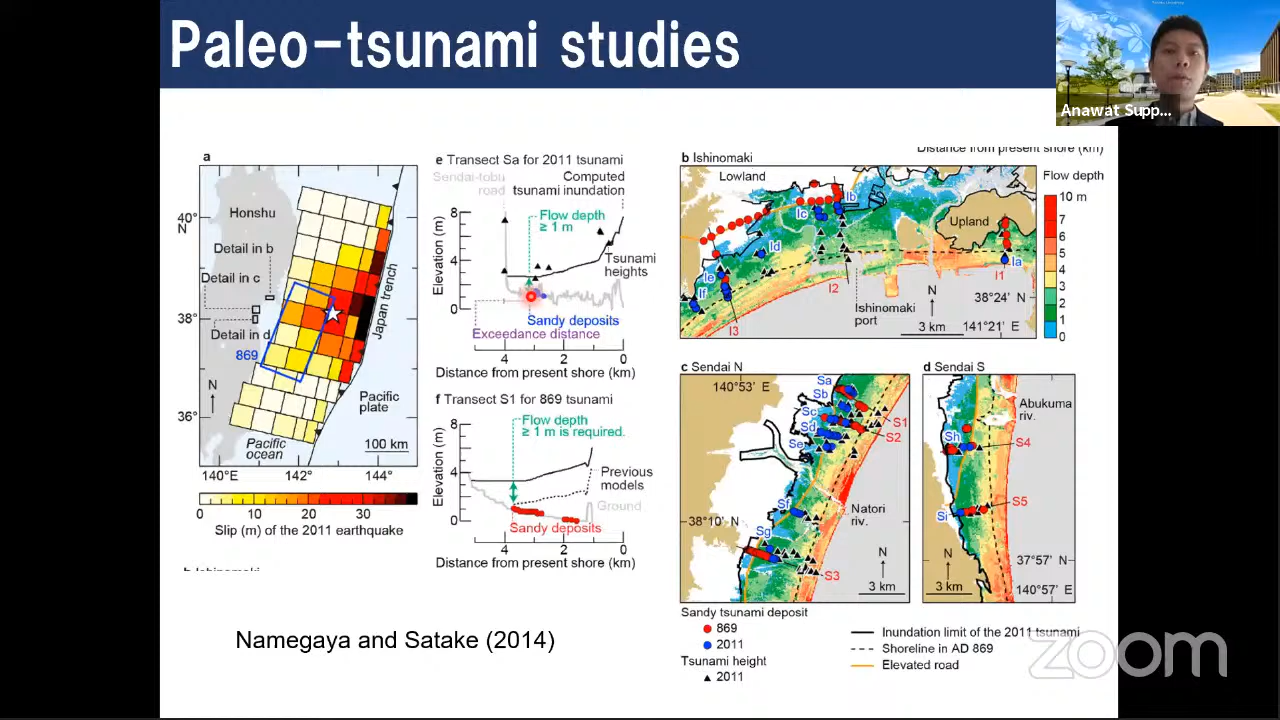 Paleo-tsunami studies
Anawat Supp...
a
40°
N
Honshu
Detail in b
Detail in c
38°
Detail in d
869
Japan trench
N
36°
Pacific
plate
Pacific
ocean
100 km
140°E
142°
144°
0
10
20
30
Slip (m) of the 2011 earthquake
e Transect Sa for 2011 tsunami
Sendai-tobu
road
Computed
tsunami inundation
8
4
0
Elevation (m)
Flow depth
≥ 1 m
Tsunami
heights
Sandy deposits
Exceedance distance
4
2
0
Distance from present shore (km)
f Transect S1 for 869 tsunami
Flow depth
≥ 1 m is required.
8
4
0
Elevation (m)
Previous
models
Ground
Sandy deposits
4
2
0
Distance from present shore (km)
Namegaya and Satake (2014)
Distance from present shore (km)
b Ishinomaki
Lowland
Ib
Ic
Id
Ie
If
Upland
Ia
I1
I2
I3
Ishinomaki
port
N
3 km
38°24'
141°21' E
Flow depth
10 m
7
6
5
4
3
2
1
0
c Sendai N
140°53' E
Sa
Sb
Sc
Sd
Se
S1
S2
Sf
38°10' N
Natori
riv.
Sg
S3
N
3 km
d Sendai S
Abukuma
riv.
Sh
S4
S5
Si
37°57'
N
3 km
140°57' E
Sandy tsunami deposit
869
2011
Tsunami height
2011
Inundation limit of the 2011 tsunami
Shoreline in AD 869
Elevated road
zoom